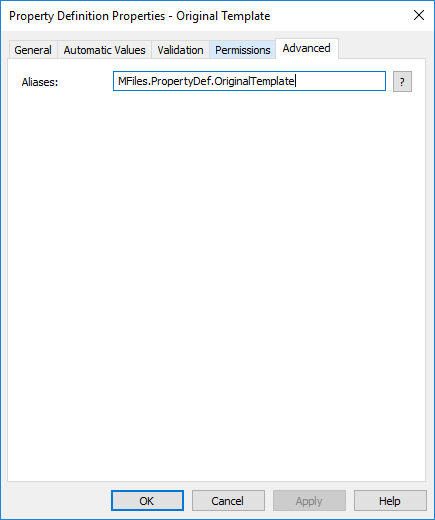 Property Definition Properties - Original Template
General Automatic Values Validation Permissions Advanced
Aliases: MFiles.PropertyDef.OriginalTemplate ?
OK Cancel Apply Help